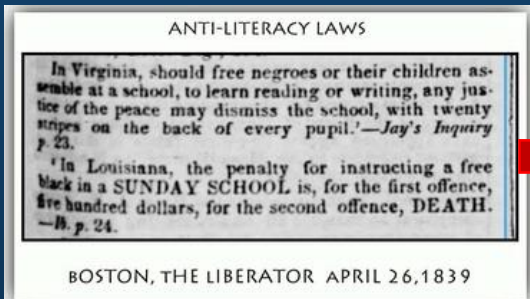 ANTI-LITERACY LAWS
In Virginia, should free negroes or their children as-
semble at a school, to learn reading or writing, any jus-
tice of the peace may dismiss the school, with twenty
stripes on the back of every pupil.'—Jay's Inquiry
p. 23.
'In Louisiana, the penalty for instructing a free
black in a SUNDAY SCHOOL is, for the first offence,
five hundred dollars, for the second offence, DEATH.
—Ib. p. 24.
BOSTON, THE LIBERATOR APRIL 26,1839